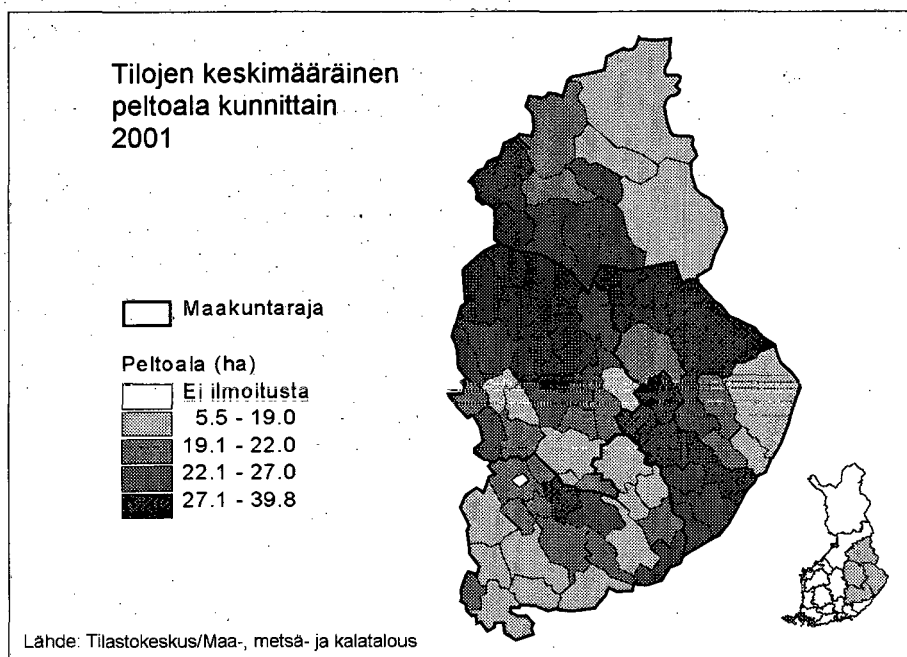 Tilojen keskimääräinen
peltoala kunnittain
2001
Maakuntaraja
Peltoala (ha)
Ei ilmoitusta
5.5 - 19.0
19.1 - 22.0
22.1 - 27.0
27.1 - 39.8
Lähde: Tilastokeskus/Maa-, metsä- ja kalatalous